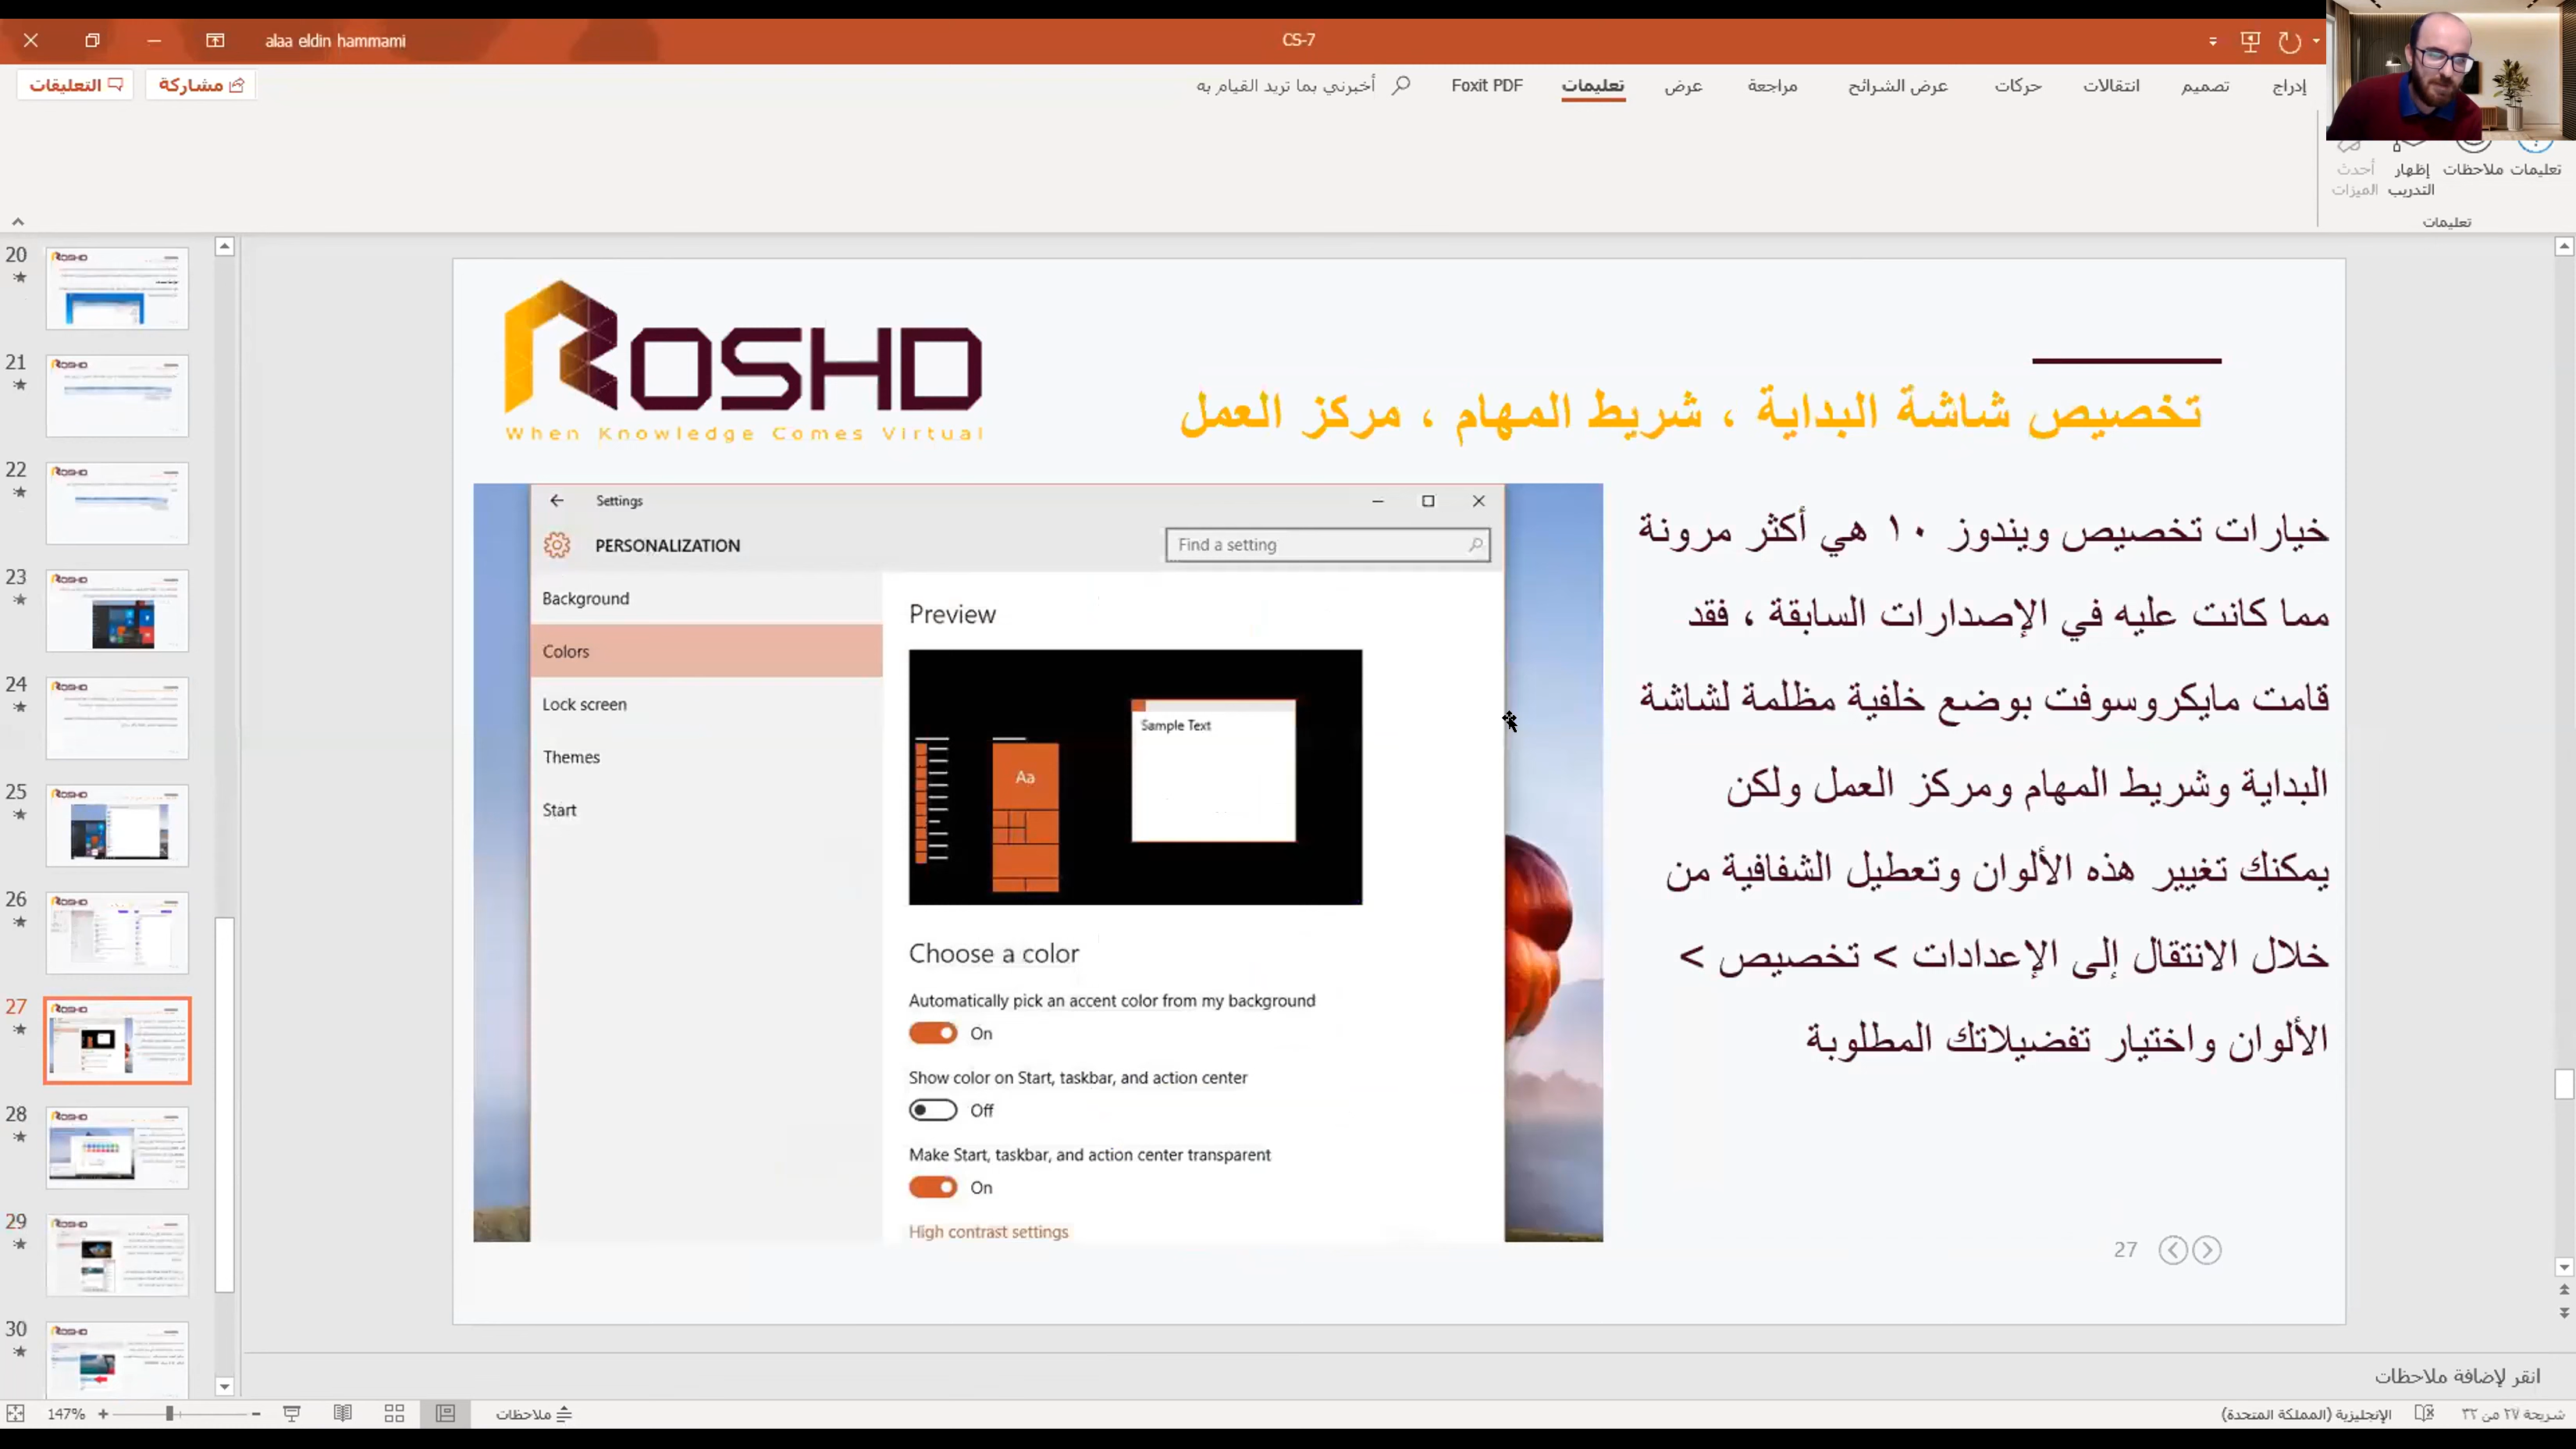 alaa eldin hammami
CS-7
إدراج
تصميم
انتقالات
حركات
عرض الشرائح
مراجعة
عرض
تعليمات
Foxit PDF
أخبرني بما تريد القيام به
مشاركة
التعليقات
تعليمات
ملاحظات
إظهار التدريب
أحدث الميزات
تعليمات
20
21
22
23
24
25
26
27
28
29
30
ROSHD
When Knowledge Comes Virtual
تخصيص شاشة البداية ، شريط المهام ، مركز العمل
خيارات تخصيص ويندوز ١٠ هي أكثر مرونة
مما كانت عليه في الإصدارات السابقة ، فقد
قامت مايكروسوفت بوضع خلفية مظلمة لشاشة
البداية وشريط المهام ومركز العمل ولكن
يمكنك تغيير هذه الألوان وتعطيل الشفافية من
خلال الانتقال إلى الإعدادات > تخصيص >
الألوان واختيار تفضيلاتك المطلوبة
Settings
PERSONALIZATION
Find a setting
Background
Colors
Lock screen
Themes
Start
Preview
Sample Text
Aa
Choose a color
Automatically pick an accent color from my background
On
Show color on Start, taskbar, and action center
Off
Make Start, taskbar, and action center transparent
On
High contrast settings
27
انقر لإضافة ملاحظات
شريحة ٢٧ من ٣٢
الإنجليزية (المملكة المتحدة)
ملاحظات
147%